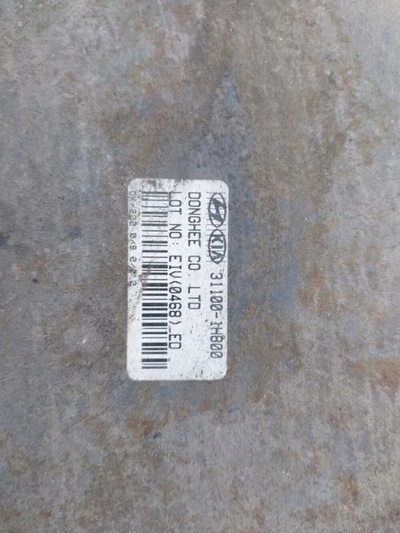 KIA 31100-1H800
DONGHEE CO. LTD
LOT NO: EIV(0468)_ED